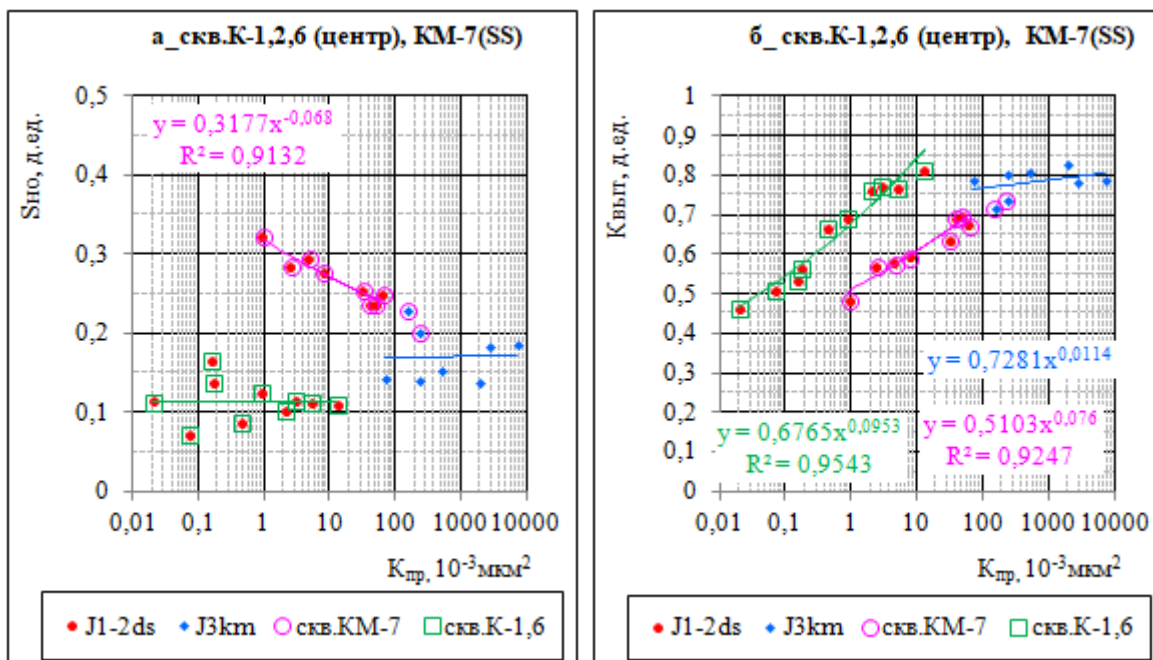 а_скв.К-1,2,6 (центр), КМ-7(SS)
Sно, д.ед.
0,5
0,4
0,3
0,2
0,1
0
y = 0,3177x^-0,068
R² = 0,9132
0,01 0,1 1 10 100 1000 10000
Kпр, 10⁻³мкм²
J1-2ds J3km скв.КМ-7 скв.К-1,6
б_ скв.К-1,2,6 (центр), КМ-7(SS)
Kвыт, д.ед.
1
0,9
0,8
0,7
0,6
0,5
0,4
0,3
0,2
0,1
0
y = 0,7281x^0,0114
y = 0,6765x^0,0953
R² = 0,9543
y = 0,5103x^0,076
R² = 0,9247
0,01 0,1 1 10 100 1000 10000
Kпр, 10⁻³мкм²
J1-2ds J3km скв.КМ-7 скв.К-1,6